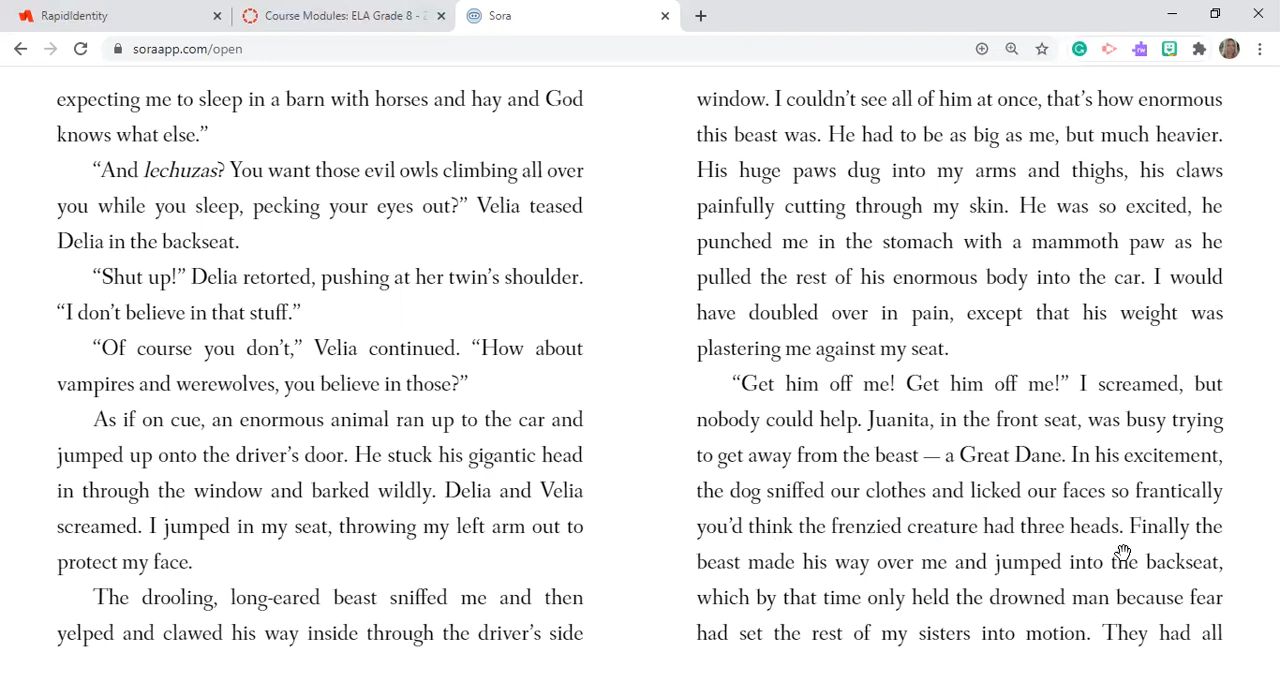 RapidIdentity
Course Modules: ELA Grade 8 -
Sora
soraapp.com/open
expecting me to sleep in a barn with horses and hay and God
knows what else.”
“And lechuzas? You want those evil owls climbing all over
you while you sleep, pecking your eyes out?” Velia teased
Delia in the backseat.
“Shut up!” Delia retorted, pushing at her twin’s shoulder.
“I don’t believe in that stuff.”
“Of course you don’t,” Velia continued. “How about
vampires and werewolves, you believe in those?”
As if on cue, an enormous animal ran up to the car and
jumped up onto the driver’s door. He stuck his gigantic head
in through the window and barked wildly. Delia and Velia
screamed. I jumped in my seat, throwing my left arm out to
protect my face.
The drooling, long-eared beast sniffed me and then
yelped and clawed his way inside through the driver’s side
window. I couldn’t see all of him at once, that’s how enormous
this beast was. He had to be as big as me, but much heavier.
His huge paws dug into my arms and thighs, his claws
painfully cutting through my skin. He was so excited, he
punched me in the stomach with a mammoth paw as he
pulled the rest of his enormous body into the car. I would
have doubled over in pain, except that his weight was
plastering me against my seat.
“Get him off me! Get him off me!” I screamed, but
nobody could help. Juanita, in the front seat, was busy trying
to get away from the beast — a Great Dane. In his excitement,
the dog sniffed our clothes and licked our faces so frantically
you’d think the frenzied creature had three heads. Finally the
beast made his way over me and jumped into the backseat,
which by that time only held the drowned man because fear
had set the rest of my sisters into motion. They had all